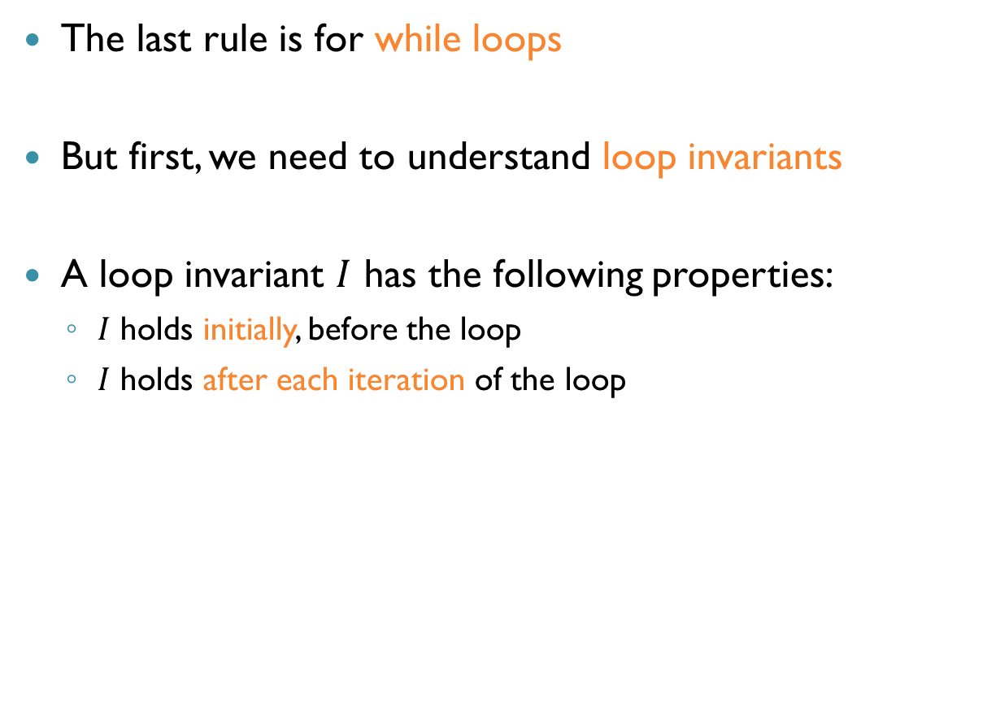 • The last rule is for while loops
• But first, we need to understand loop invariants
• A loop invariant I has the following properties:
◦ I holds initially, before the loop
◦ I holds after each iteration of the loop